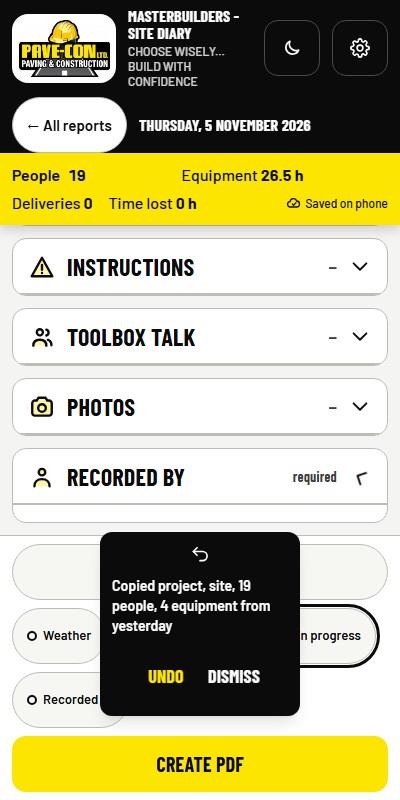 PAVE-CON LTD.
PAVING & CONSTRUCTION
MASTERBUILDERS -
SITE DIARY
CHOOSE WISELY...
BUILD WITH
CONFIDENCE
← All reports
THURSDAY, 5 NOVEMBER 2026
People 19
Equipment 26.5 h
Deliveries 0
Time lost 0 h
Saved on phone
INSTRUCTIONS –
TOOLBOX TALK –
PHOTOS –
RECORDED BY required
Copied project, site, 19
people, 4 equipment from
yesterday
UNDO DISMISS
Weather
n progress
Recorded
CREATE PDF